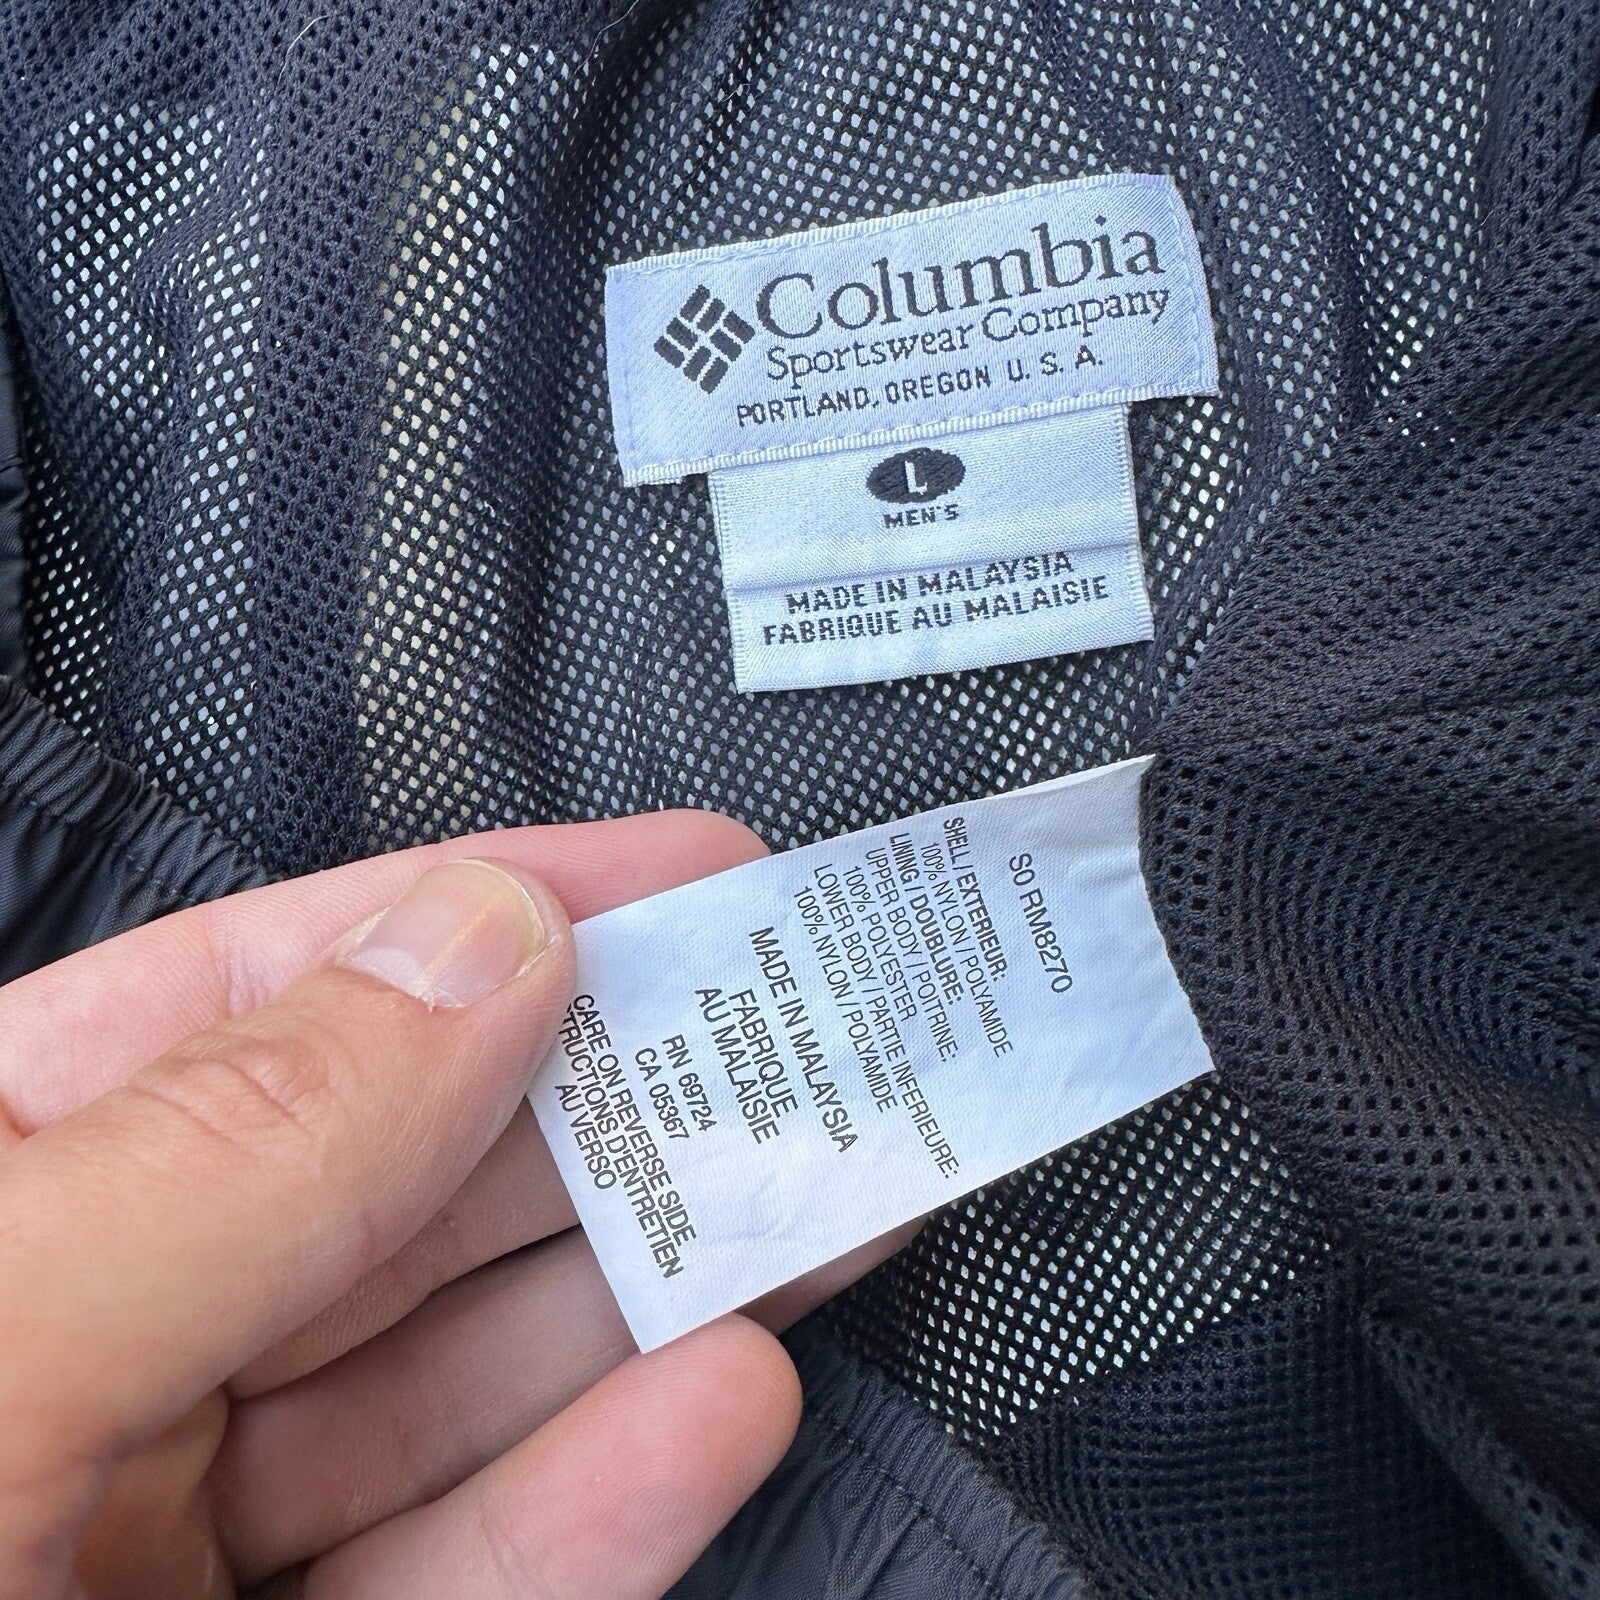 Columbia
Sportswear Company
PORTLAND, OREGON U. S. A.
L
MEN'S
MADE IN MALAYSIA
FABRIQUE AU MALAISIE
S0 RM8270
SHELL / EXTERIEUR:
100% NYLON / POLYAMIDE
LINING / DOUBLURE:
UPPER BODY / POITRINE:
100% POLYESTER
LOWER BODY / PARTIE INFERIEURE:
100% NYLON / POLYAMIDE
MADE IN MALAYSIA
FABRIQUE
AU MALAISIE
RN 69724
CA 05367
CARE ON REVERSE SIDE
D'ENTRETIEN
AU VERSO